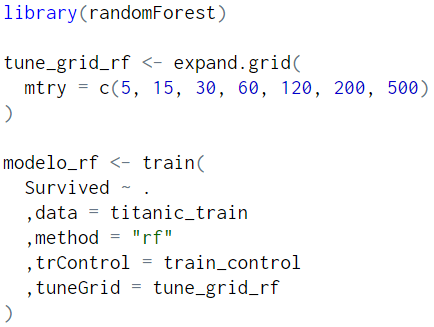 library(randomForest)

tune_grid_rf <- expand.grid(
  mtry = c(5, 15, 30, 60, 120, 200, 500)
)

modelo_rf <- train(
  Survived ~ .
  ,data = titanic_train
  ,method = "rf"
  ,trControl = train_control
  ,tuneGrid = tune_grid_rf
)